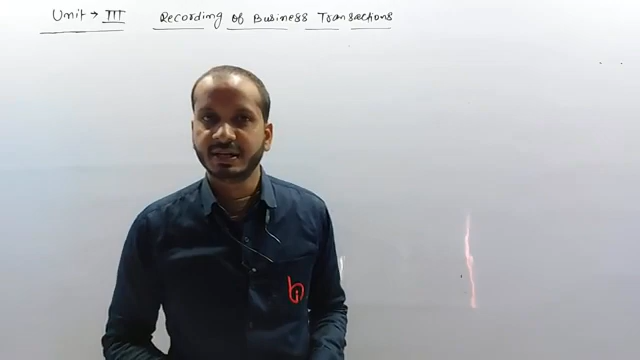 Unit → III Recording of Business Transactions